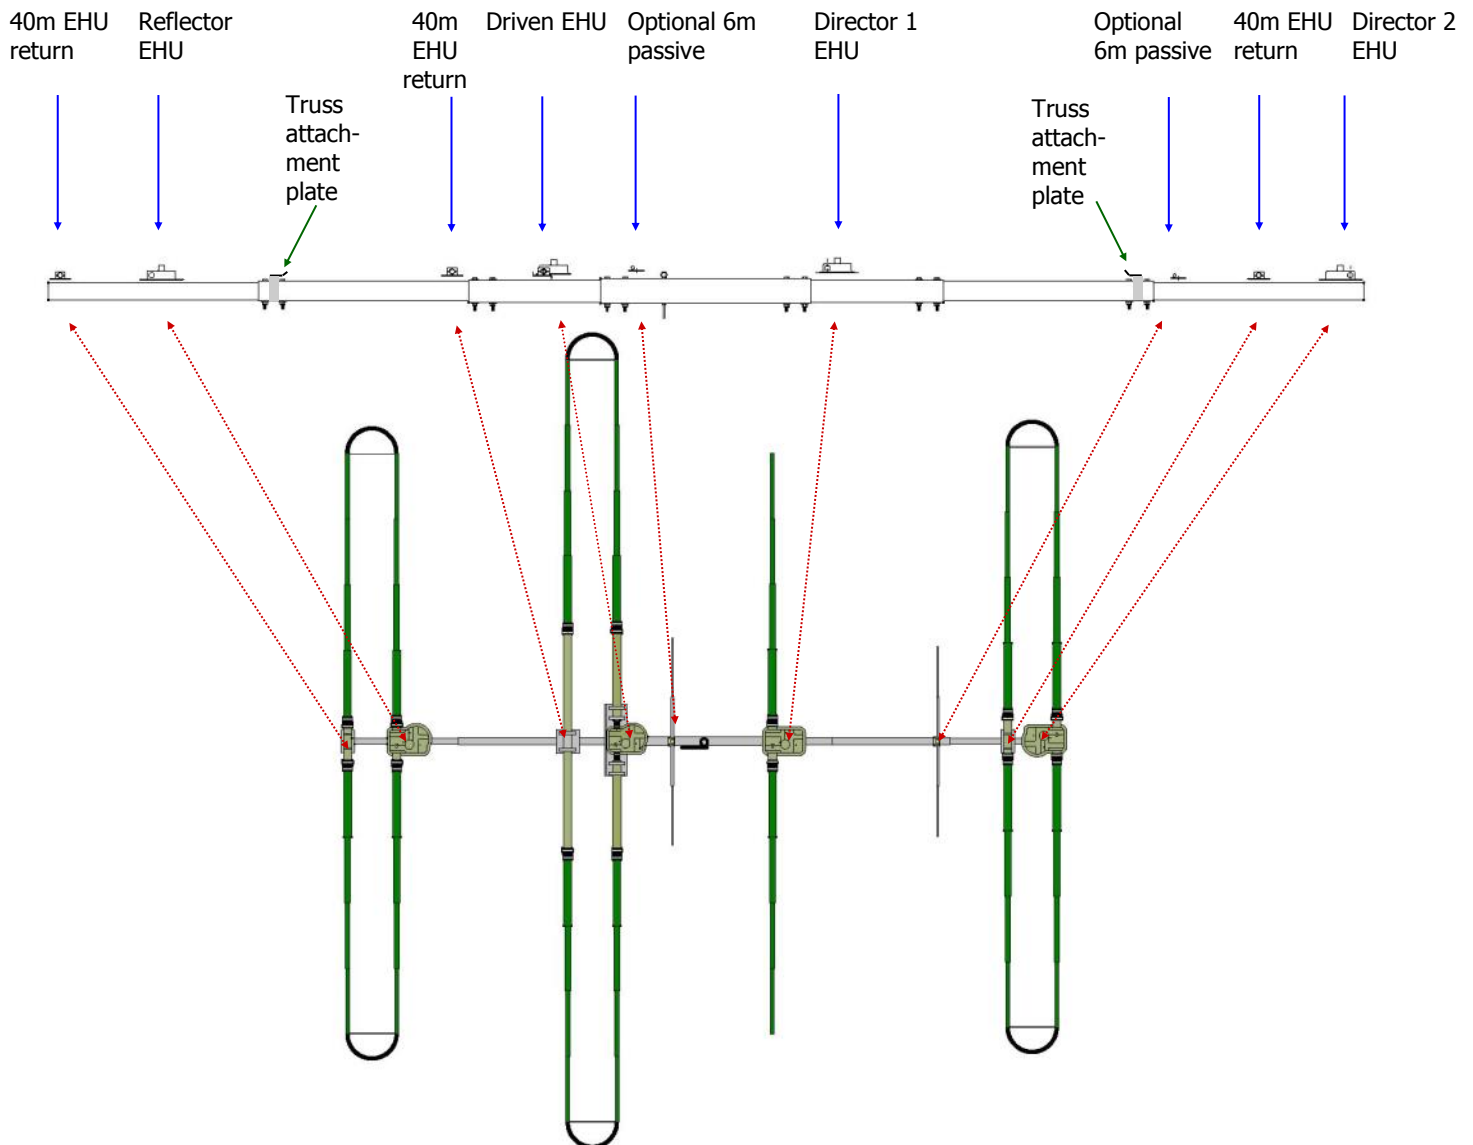 40m EHU
return
Reflector
EHU
40m
EHU
return
Driven EHU
Optional 6m
passive
Director 1
EHU
Optional
6m passive
40m EHU
return
Director 2
EHU
Truss
attach-
ment
plate
Truss
attach-
ment
plate